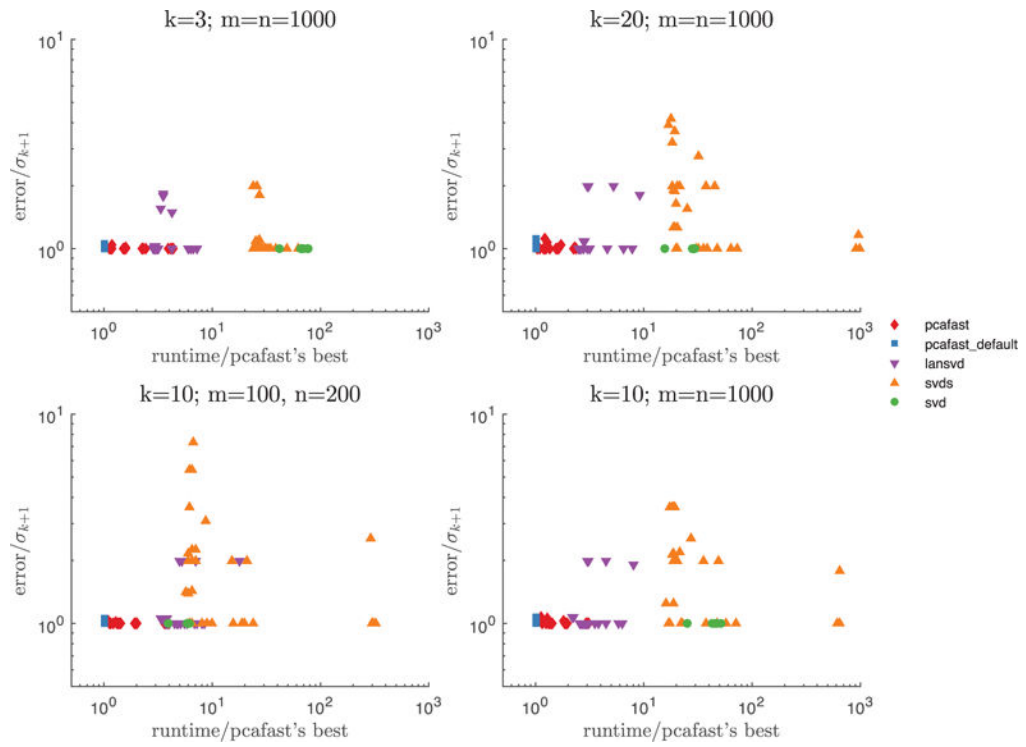 k=3; m=n=1000
10^1
10^0
error/σ_{k+1}
10^0 10^1 10^2 10^3
runtime/pcafast's best
k=20; m=n=1000
10^1
10^0
error/σ_{k+1}
10^0 10^1 10^2 10^3
runtime/pcafast's best
pcafast
pcafast_default
lansvd
svds
svd
k=10; m=100, n=200
10^1
10^0
error/σ_{k+1}
10^0 10^1 10^2 10^3
runtime/pcafast's best
k=10; m=n=1000
10^1
10^0
error/σ_{k+1}
10^0 10^1 10^2 10^3
runtime/pcafast's best